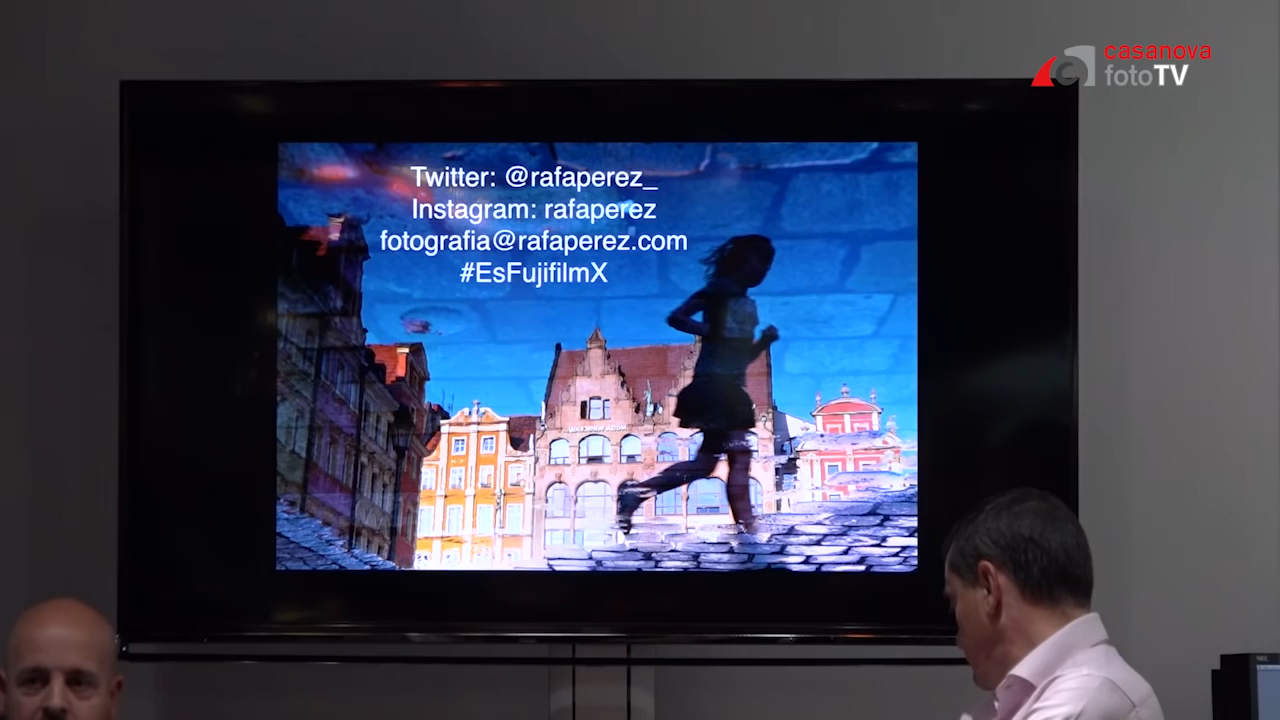 casanova
fotoTV
Twitter: @rafaperez_
Instagram: rafaperez
fotografia@rafaperez.com
#EsFujifilmX